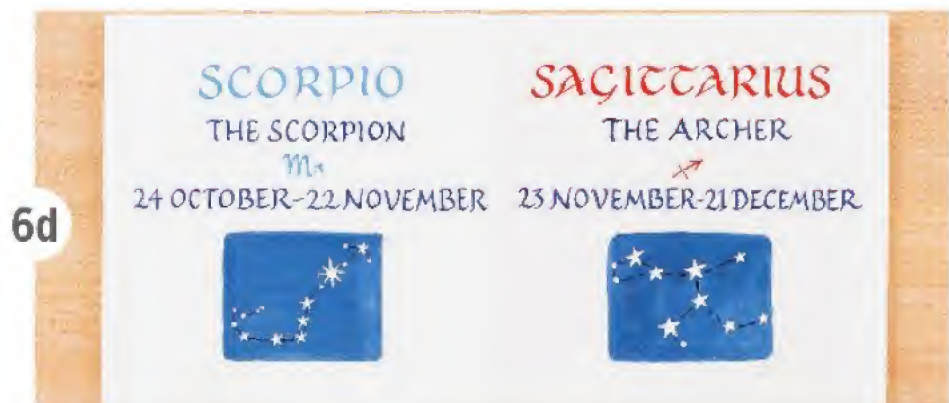 6d
SCORPIO
THE SCORPION
♏
24 OCTOBER-22 NOVEMBER
SAGITTARIUS
THE ARCHER
♐
23 NOVEMBER-21 DECEMBER